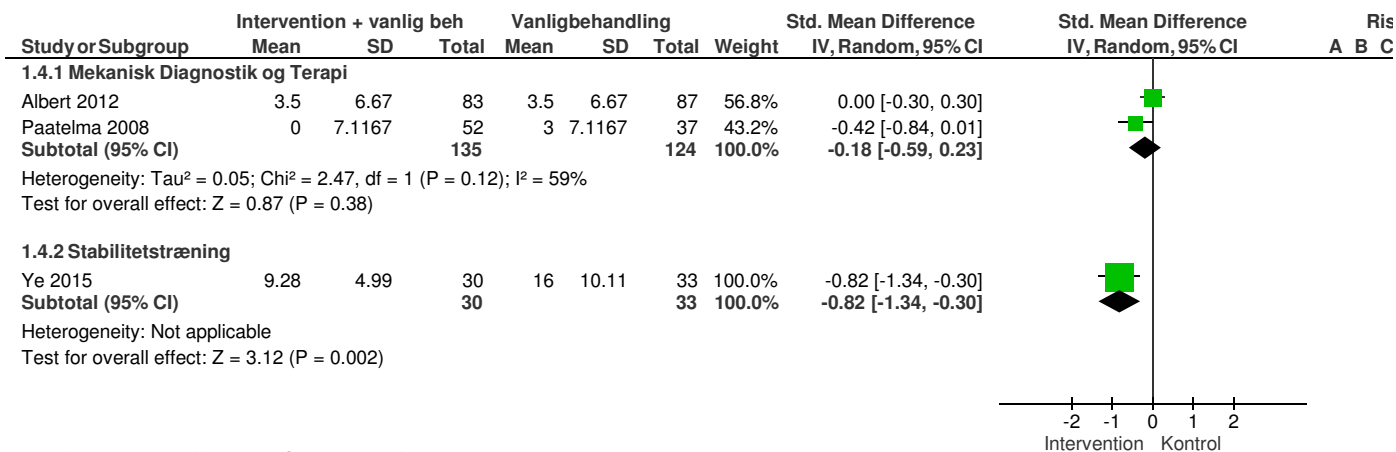 Intervention + vanlig beh Vanligbehandling Std. Mean Difference Std. Mean Difference Ris
Study or Subgroup Mean SD Total Mean SD Total Weight IV, Random, 95% CI IV, Random, 95% CI A B C
1.4.1 Mekanisk Diagnostik og Terapi
Albert 2012 3.5 6.67 83 3.5 6.67 87 56.8% 0.00 [-0.30, 0.30]
Paatelma 2008 0 7.1167 52 3 7.1167 37 43.2% -0.42 [-0.84, 0.01]
Subtotal (95% CI) 135 124 100.0% -0.18 [-0.59, 0.23]
Heterogeneity: Tau² = 0.05; Chi² = 2.47, df = 1 (P = 0.12); I² = 59%
Test for overall effect: Z = 0.87 (P = 0.38)
1.4.2 Stabilitetstræning
Ye 2015 9.28 4.99 30 16 10.11 33 100.0% -0.82 [-1.34, -0.30]
Subtotal (95% CI) 30 33 100.0% -0.82 [-1.34, -0.30]
Heterogeneity: Not applicable
Test for overall effect: Z = 3.12 (P = 0.002)
-2 -1 0 1 2
Intervention Kontrol